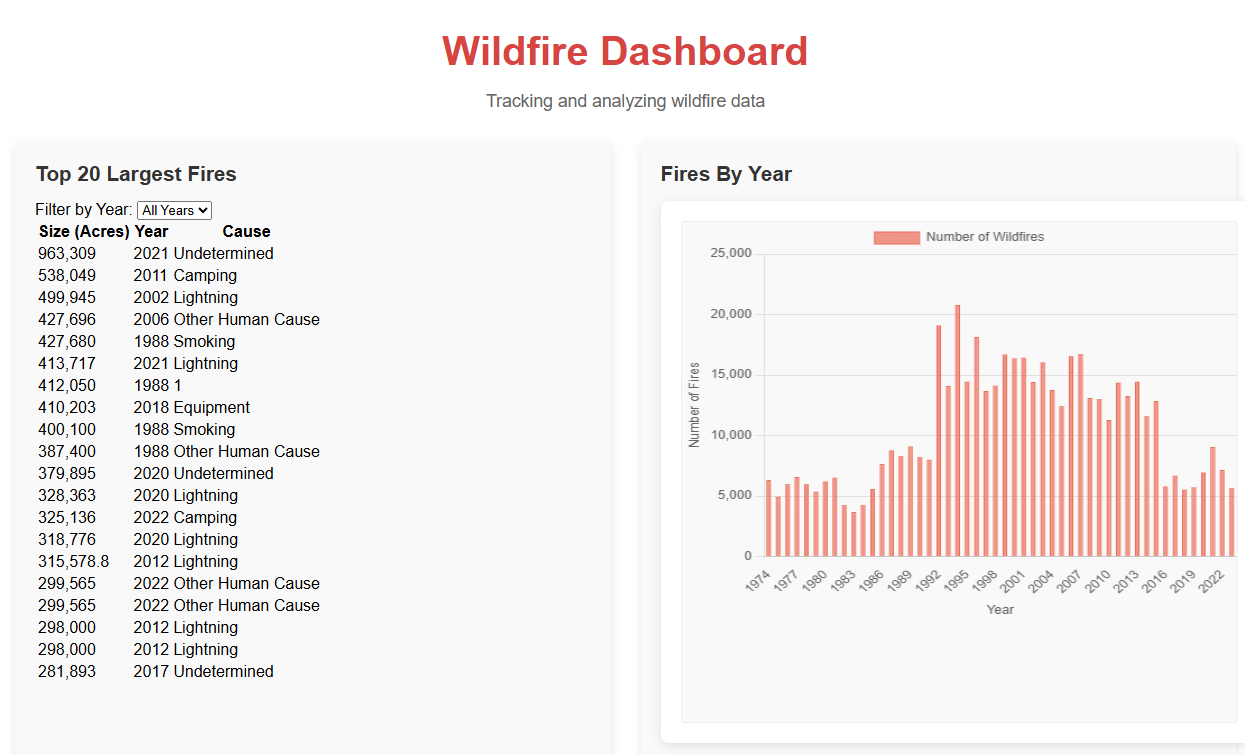 Wildfire Dashboard
Tracking and analyzing wildfire data
Top 20 Largest Fires
Filter by Year: All Years
Size (Acres) Year Cause
963,309 2021 Undetermined
538,049 2011 Camping
499,945 2002 Lightning
427,696 2006 Other Human Cause
427,680 1988 Smoking
413,717 2021 Lightning
412,050 1988 1
410,203 2018 Equipment
400,100 1988 Smoking
387,400 1988 Other Human Cause
379,895 2020 Undetermined
328,363 2020 Lightning
325,136 2022 Camping
318,776 2020 Lightning
315,578.8 2012 Lightning
299,565 2022 Other Human Cause
299,565 2022 Other Human Cause
298,000 2012 Lightning
298,000 2012 Lightning
281,893 2017 Undetermined
Fires By Year
Number of Wildfires
25,000
20,000
15,000
10,000
5,000
0
Number of Fires
1974 1977 1980 1983 1986 1989 1992 1995 1998 2001 2004 2007 2010 2013 2016 2019 2022
Year